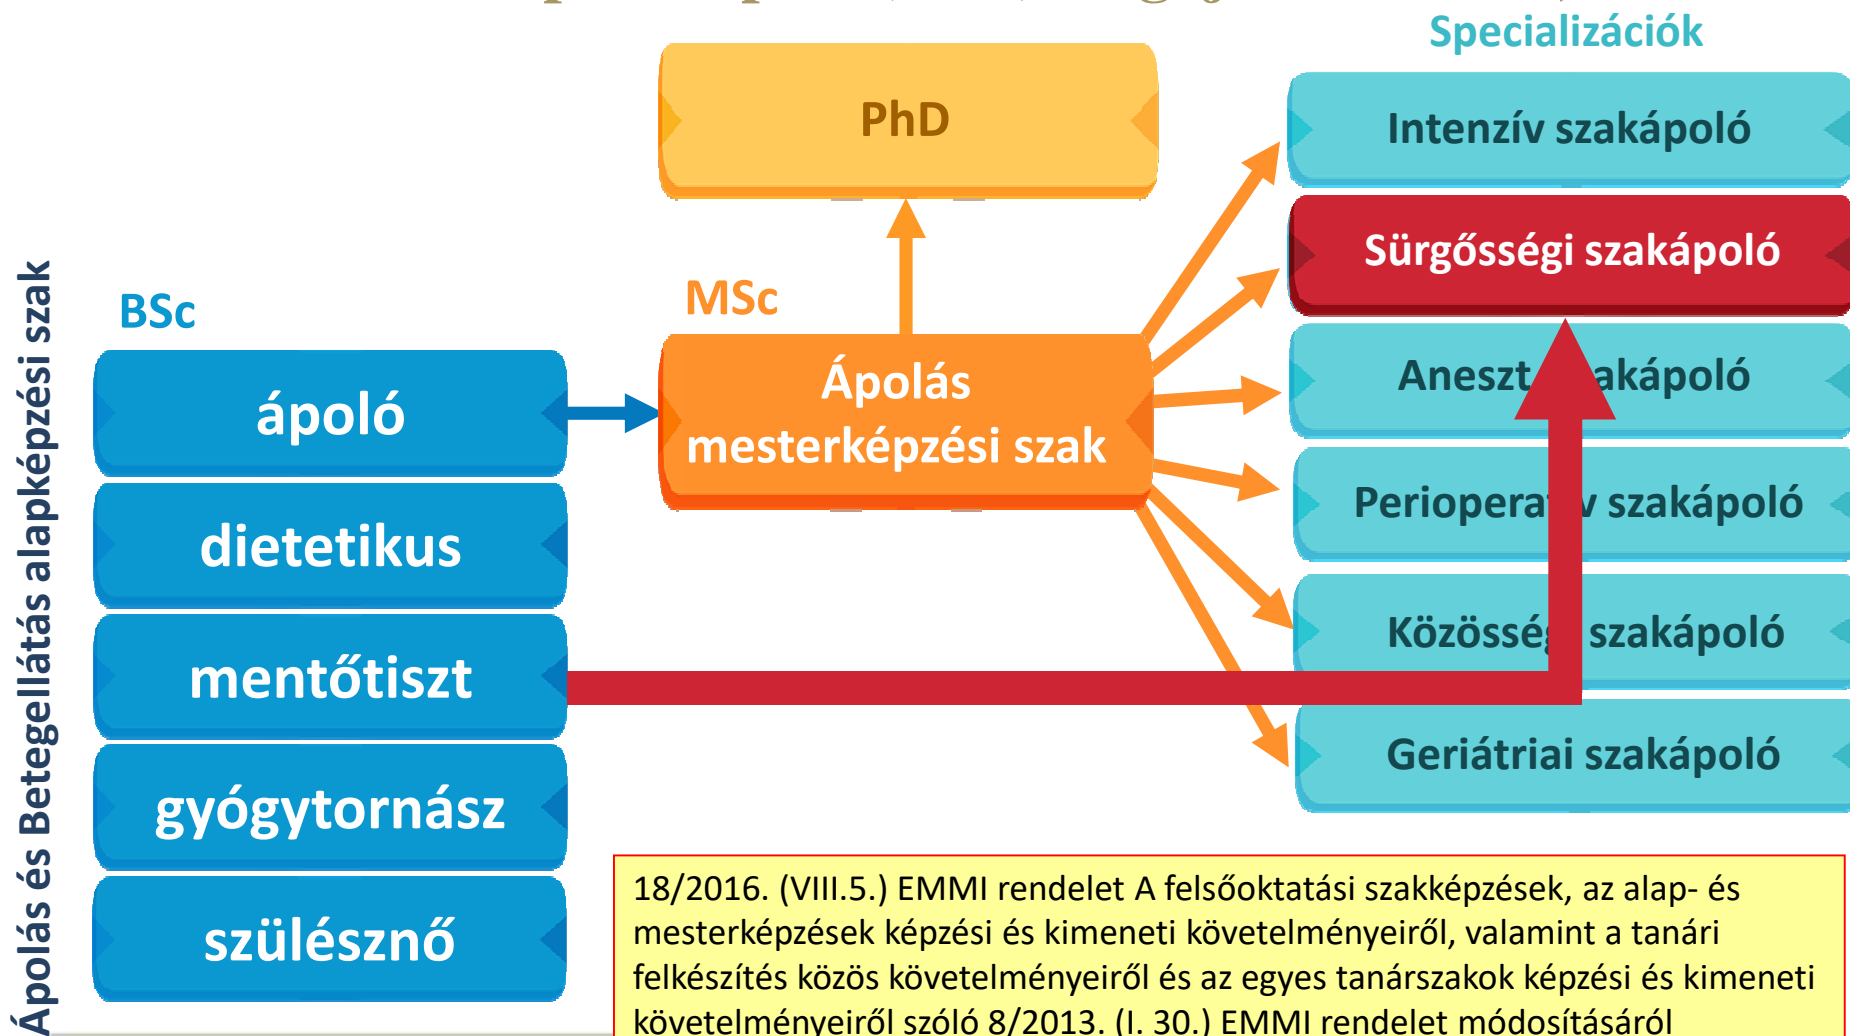 Specializációk
PhD
Intenzív szakápoló
Sürgősségi szakápoló
BSc
MSc
Ápolás
mesterképzési szak
ápoló
dietetikus
mentőtiszt
gyógytornász
szülésznő
szakápoló
Közösségi szakápoló
Geriátriai szakápoló
Ápolás és Betegellátás alapképzési szak
18/2016. (VIII.5.) EMMI rendelet A felsőoktatási szakképzések, az alap- és
mesterképzések képzési és kimeneti követelményeiről, valamint a tanári
felkészítés közös követelményeiről és az egyes tanárszakok képzési és kimeneti
követelményeiről szóló 8/2013. (I. 30.) EMMI rendelet módosításáról